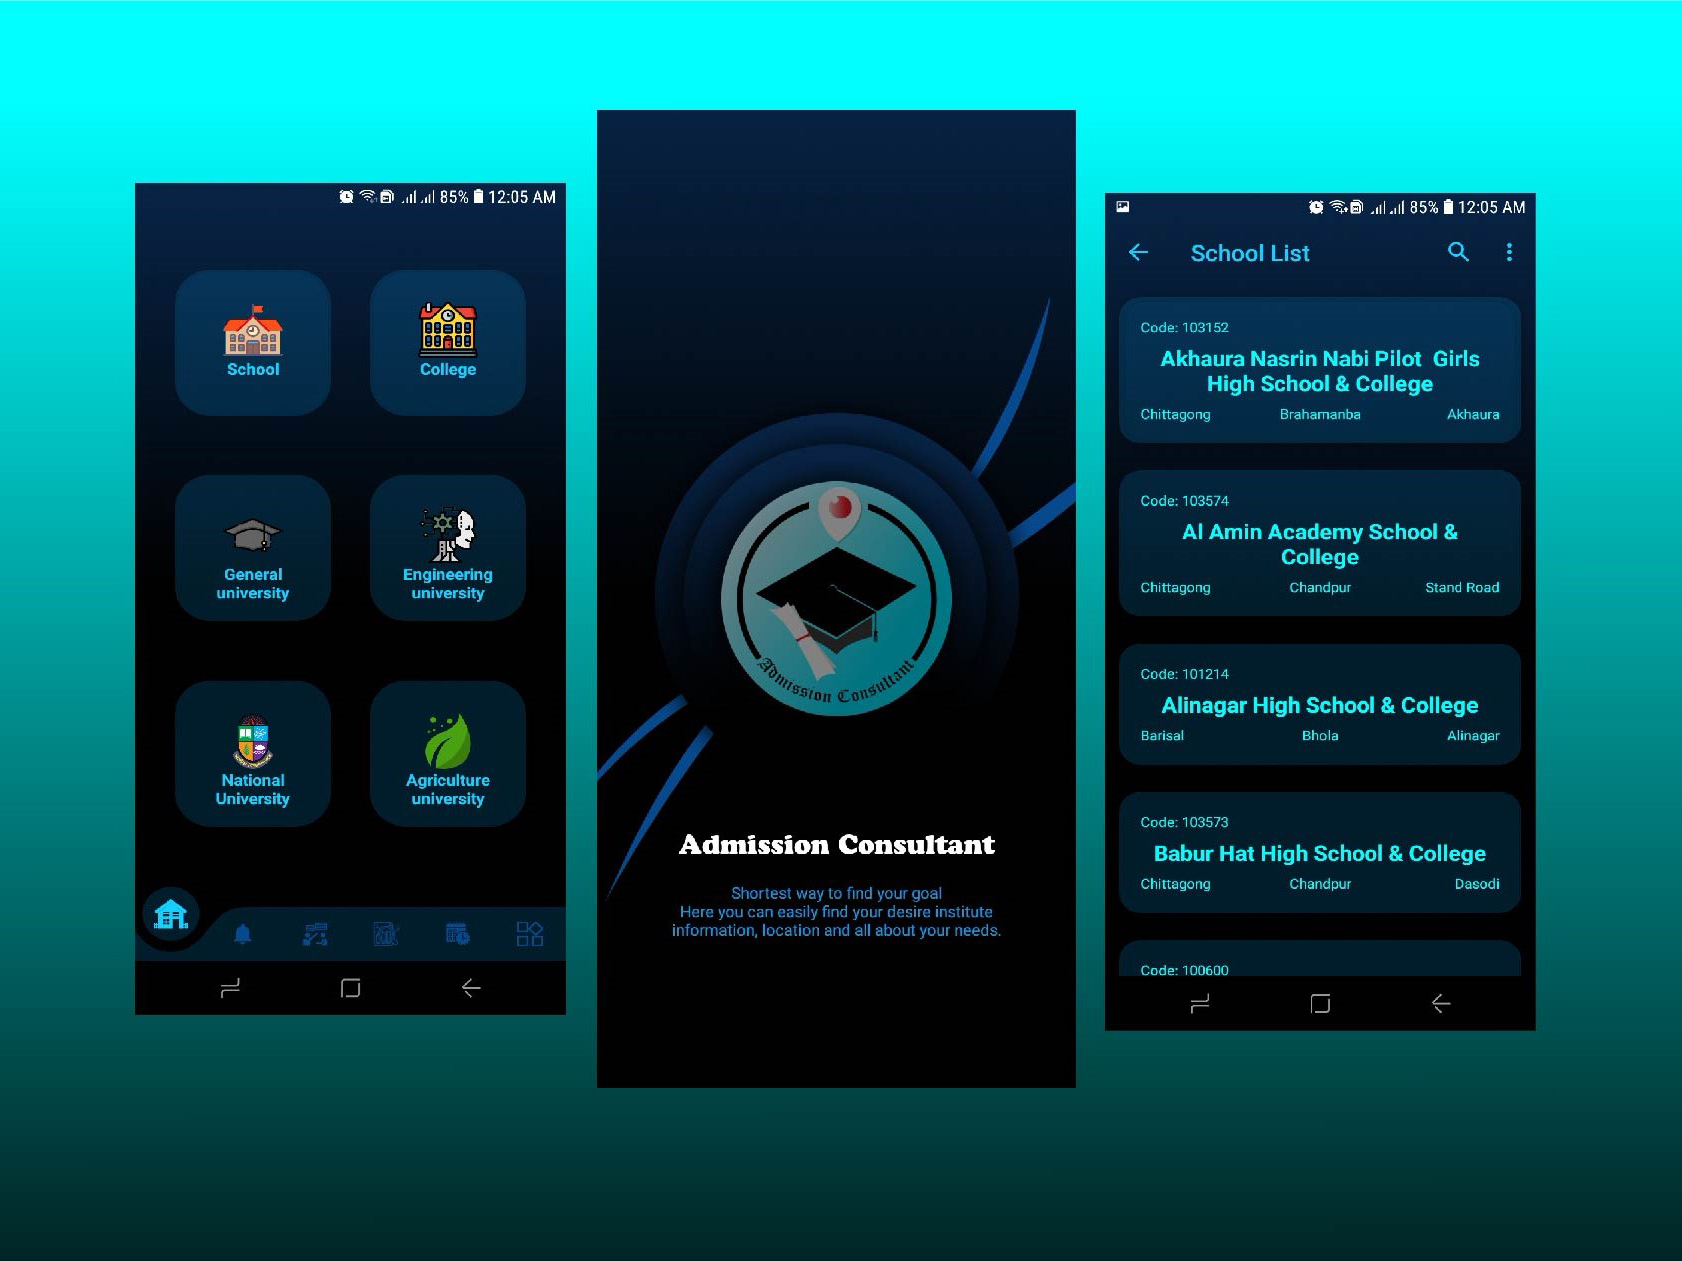 85% 12:05 AM
School
College
General
university
Engineering
university
National
University
Agriculture
university
Admission Consultant
Admission Consultant
Shortest way to find your goal
Here you can easily find your desire institute
information, location and all about your needs.
85% 12:05 AM
School List
Code: 103152
Akhaura Nasrin Nabi Pilot  Girls
High School & College
Chittagong Brahamanba Akhaura
Code: 103574
Al Amin Academy School &
College
Chittagong Chandpur Stand Road
Code: 101214
Alinagar High School & College
Barisal Bhola Alinagar
Code: 103573
Babur Hat High School & College
Chittagong Chandpur Dasodi
Code: 100600